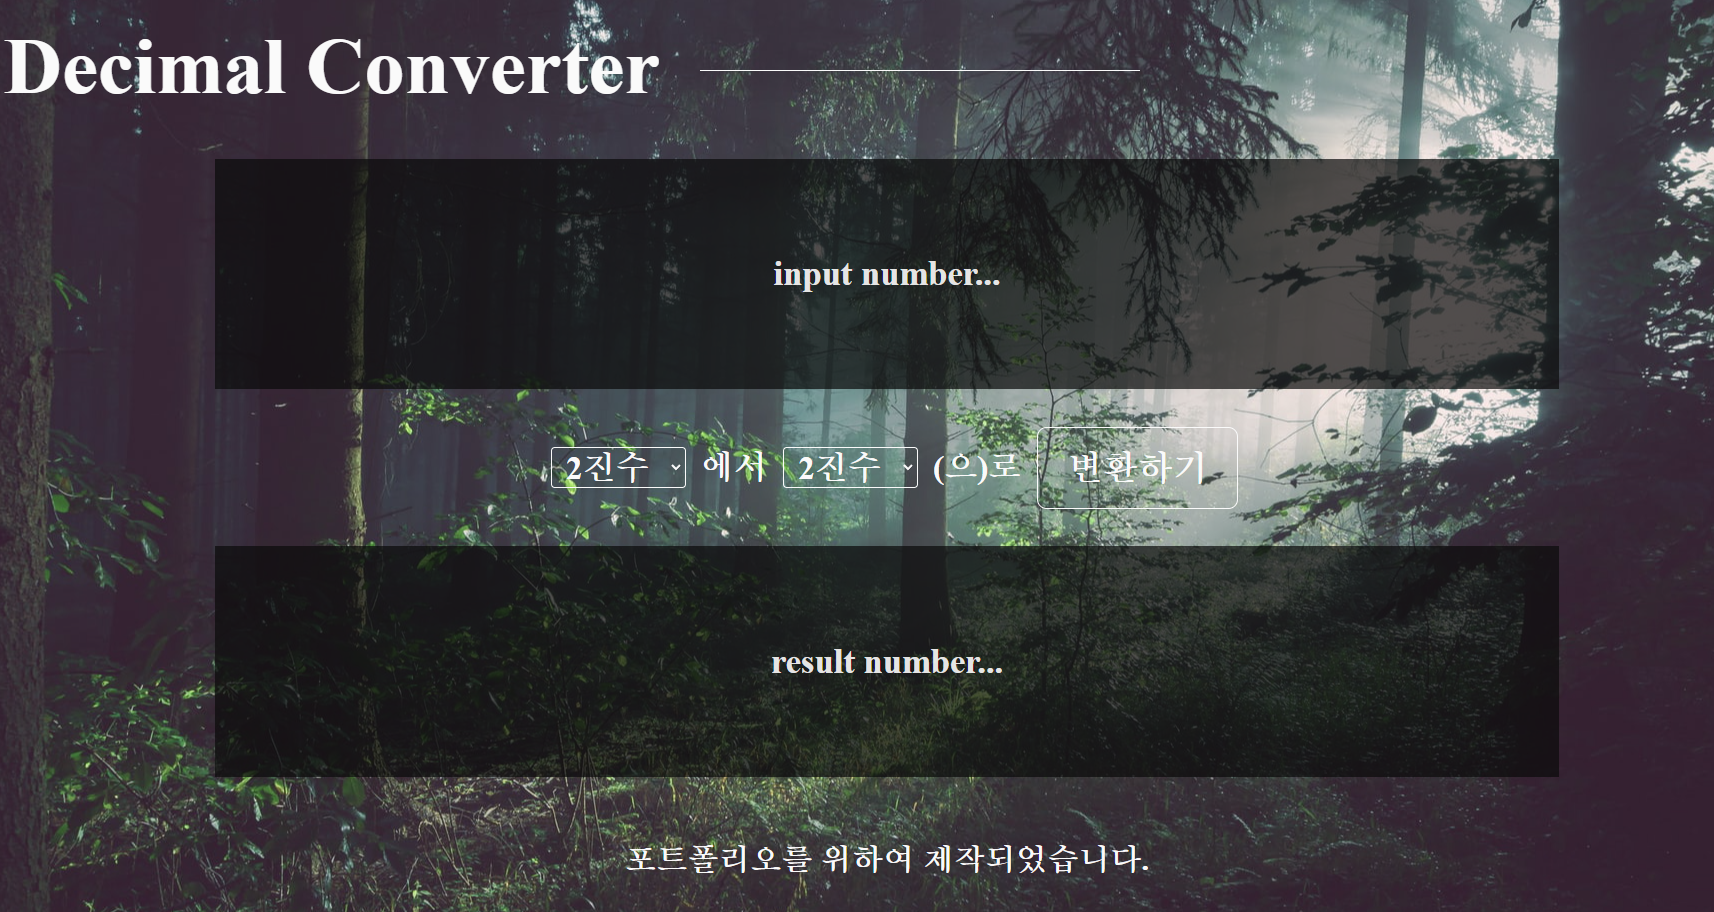 Decimal Converter
input number...
2진수 에서 2진수 (으)로 변환하기
result number...
포트폴리오를 위하여 제작되었습니다.